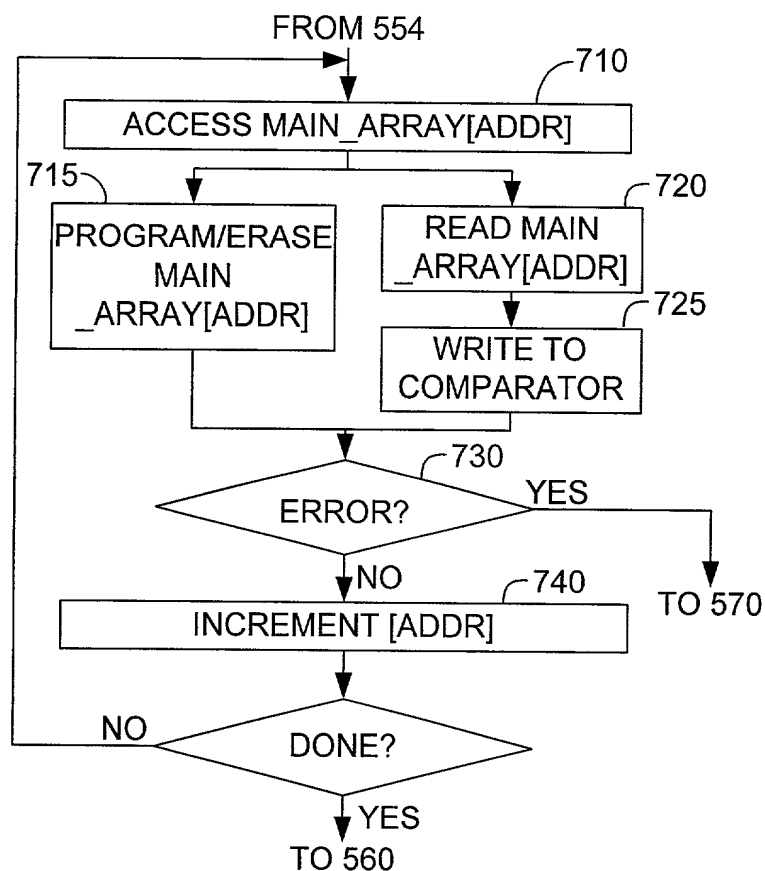 FROM 554
710
ACCESS MAIN_ARRAY[ADDR]
715
PROGRAM/ERASE
MAIN
_ARRAY[ADDR]
720
READ MAIN
_ARRAY[ADDR]
725
WRITE TO
COMPARATOR
730
ERROR?
YES
TO 570
NO
740
INCREMENT [ADDR]
NO
DONE?
YES
TO 560